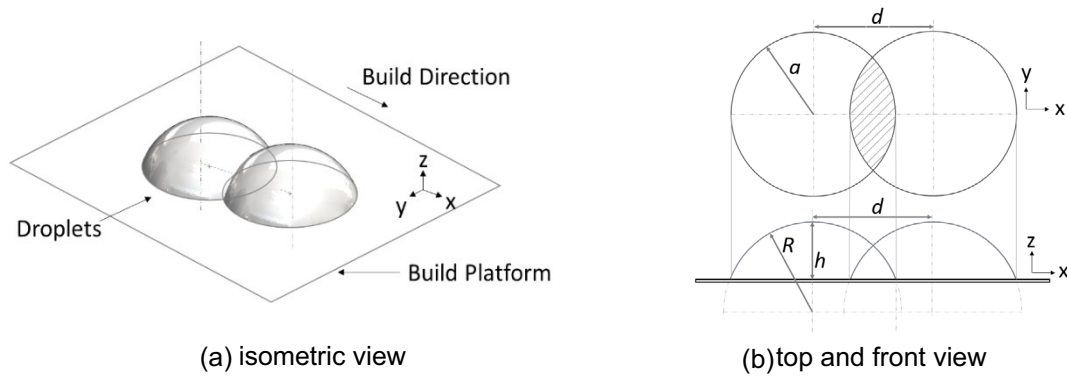 Build Direction
z
y
x
Droplets
Build Platform
(a) isometric view
d
a
y
x
d
R
h
z
x
(b) top and front view